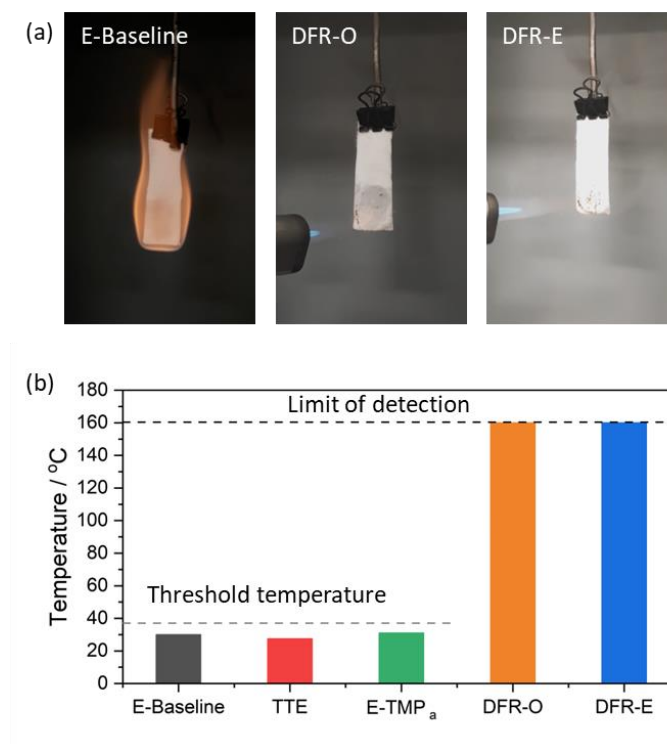 (a)
E-Baseline
DFR-O
DFR-E
(b)
180
160
140
120
100
80
60
40
20
0
Temperature / °C
Limit of detection
Threshold temperature
E-Baseline
TTE
E-TMPₐ
DFR-O
DFR-E